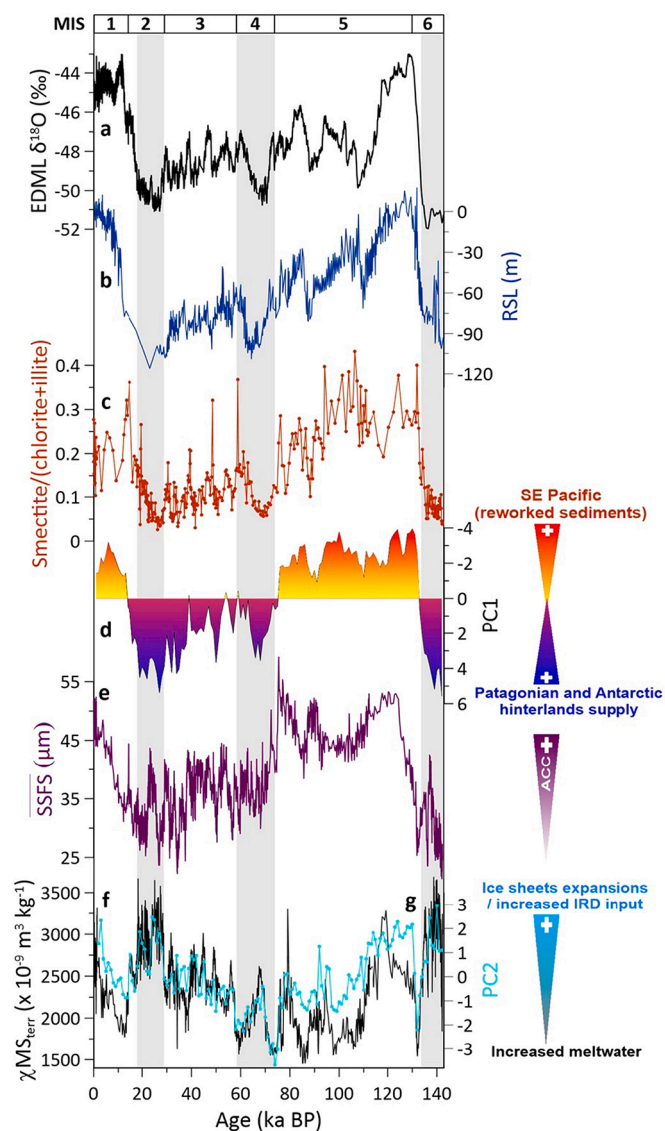 MIS 1 2 3 4 5 6
-44
-46
-48
-50
-52
EDML δ¹⁸O (‰)
a
0
-30
-60
-90
-120
RSL (m)
b
0.4
0.3
0.2
0.1
0
Smectite/(chlorite+illite)
c
SE Pacific
(reworked sediments)
+
-4
-2
0
2
4
6
PC1
d
+
Patagonian and Antarctic
hinterlands supply
55
45
35
25
SSFS (μm)
e
+
ACC
3500
3000
2500
2000
1500
χMSterr (x 10⁻⁹ m³ kg⁻¹)
f
g
3
2
1
0
-1
-2
-3
PC2
Ice sheets expansions
/ increased IRD input
+
Increased meltwater
0 20 40 60 80 100 120 140
Age (ka BP)